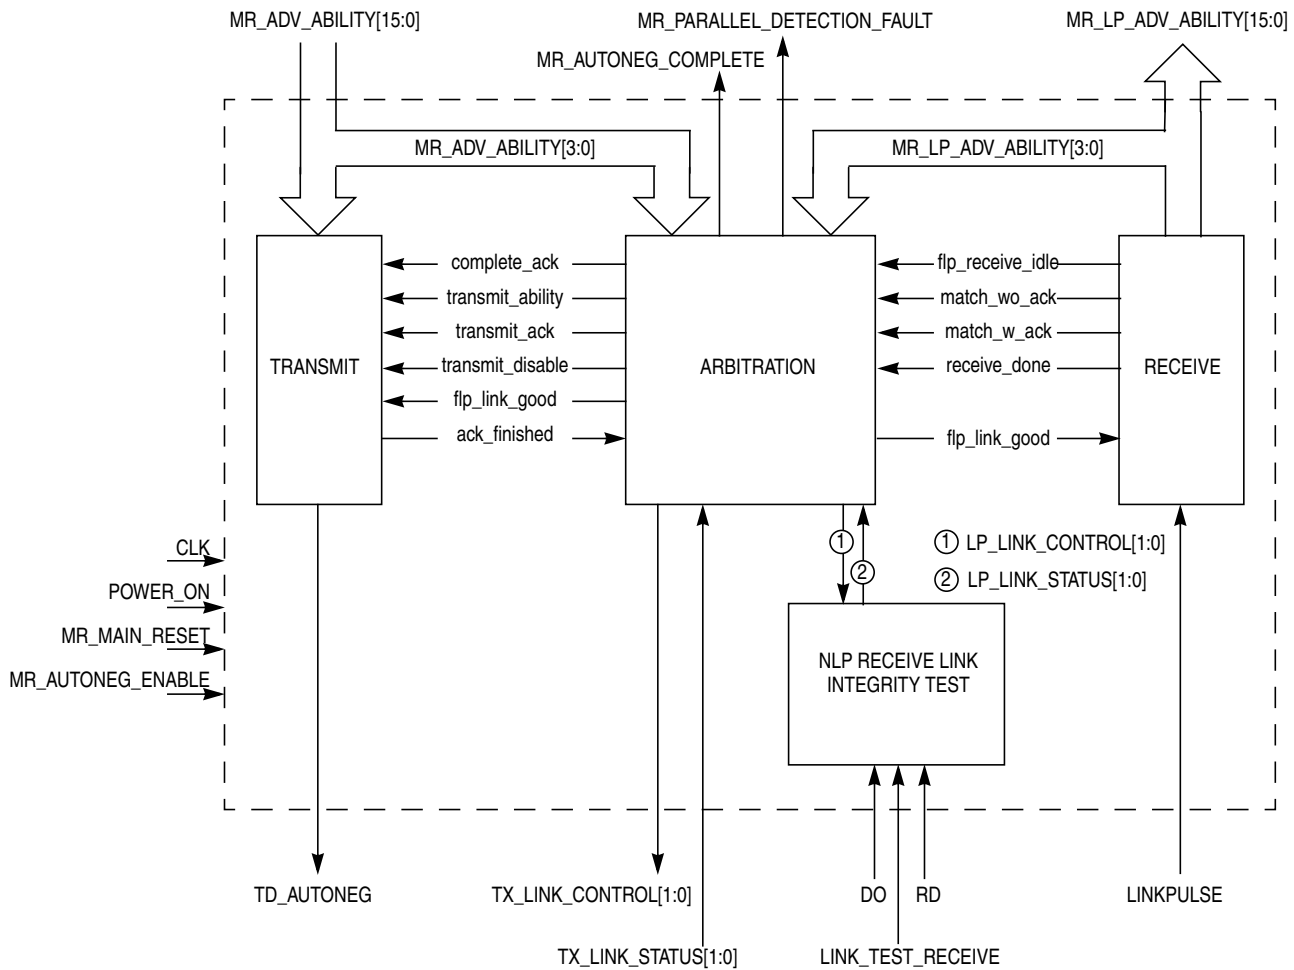 MR_ADV_ABILITY[15:0]
MR_PARALLEL_DETECTION_FAULT
MR_LP_ADV_ABILITY[15:0]
MR_AUTONEG_COMPLETE
MR_ADV_ABILITY[3:0]
MR_LP_ADV_ABILITY[3:0]
TRANSMIT
complete_ack
transmit_ability
transmit_ack
transmit_disable
flp_link_good
ack_finished
ARBITRATION
flp_receive_idle
match_wo_ack
match_w_ack
receive_done
flp_link_good
RECEIVE
CLK
POWER_ON
MR_MAIN_RESET
MR_AUTONEG_ENABLE
1
2
1 LP_LINK_CONTROL[1:0]
2 LP_LINK_STATUS[1:0]
NLP RECEIVE LINK
INTEGRITY TEST
TD_AUTONEG
TX_LINK_CONTROL[1:0]
DO
RD
LINKPULSE
TX_LINK_STATUS[1:0]
LINK_TEST_RECEIVE